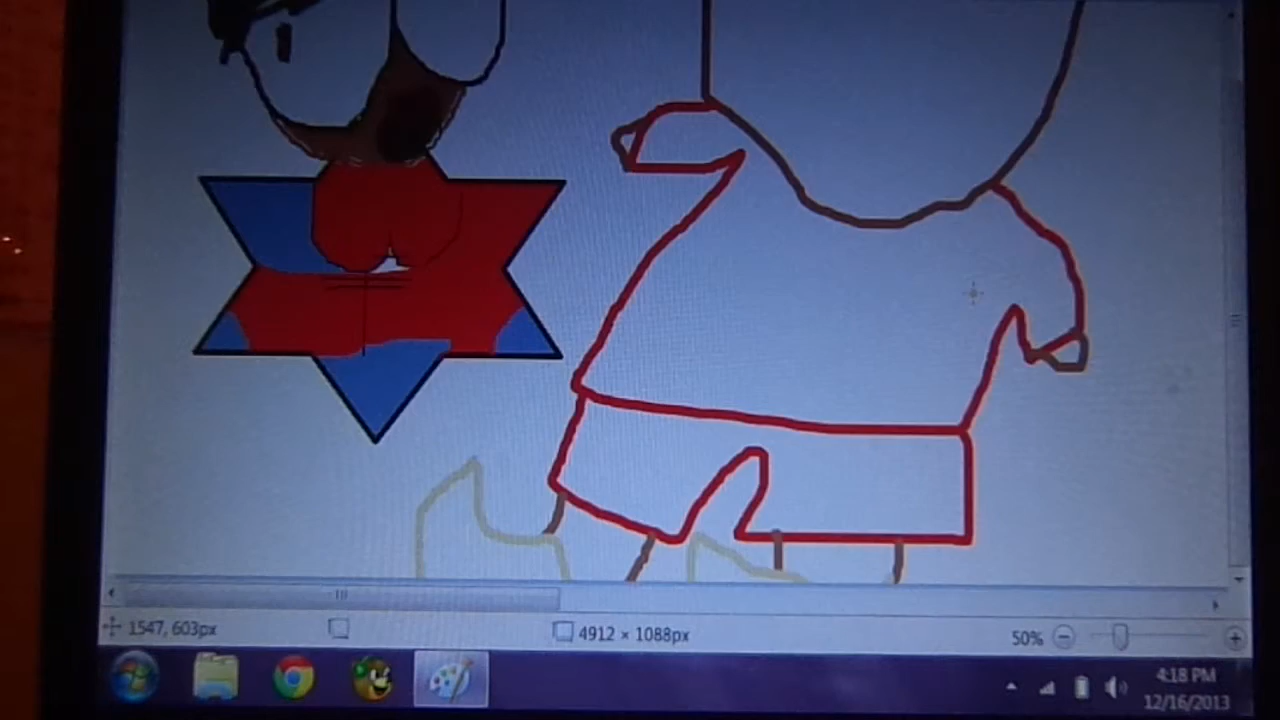 1547, 603px
4912 × 1088px
50%
4:18 PM
12/16/2013